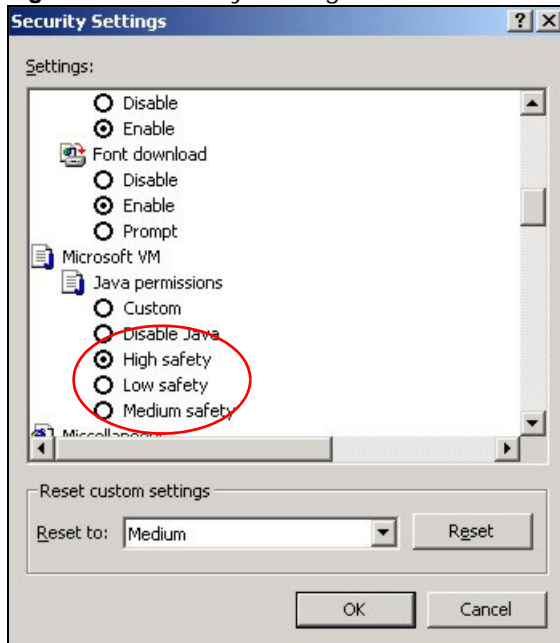 Security Settings
Settings:
Disable
Enable
Font download
Disable
Enable
Prompt
Microsoft VM
Java permissions
Custom
Disable Java
High safety
Low safety
Medium safety
Miscellaneous
Reset custom settings
Reset to: Medium Reset
OK Cancel